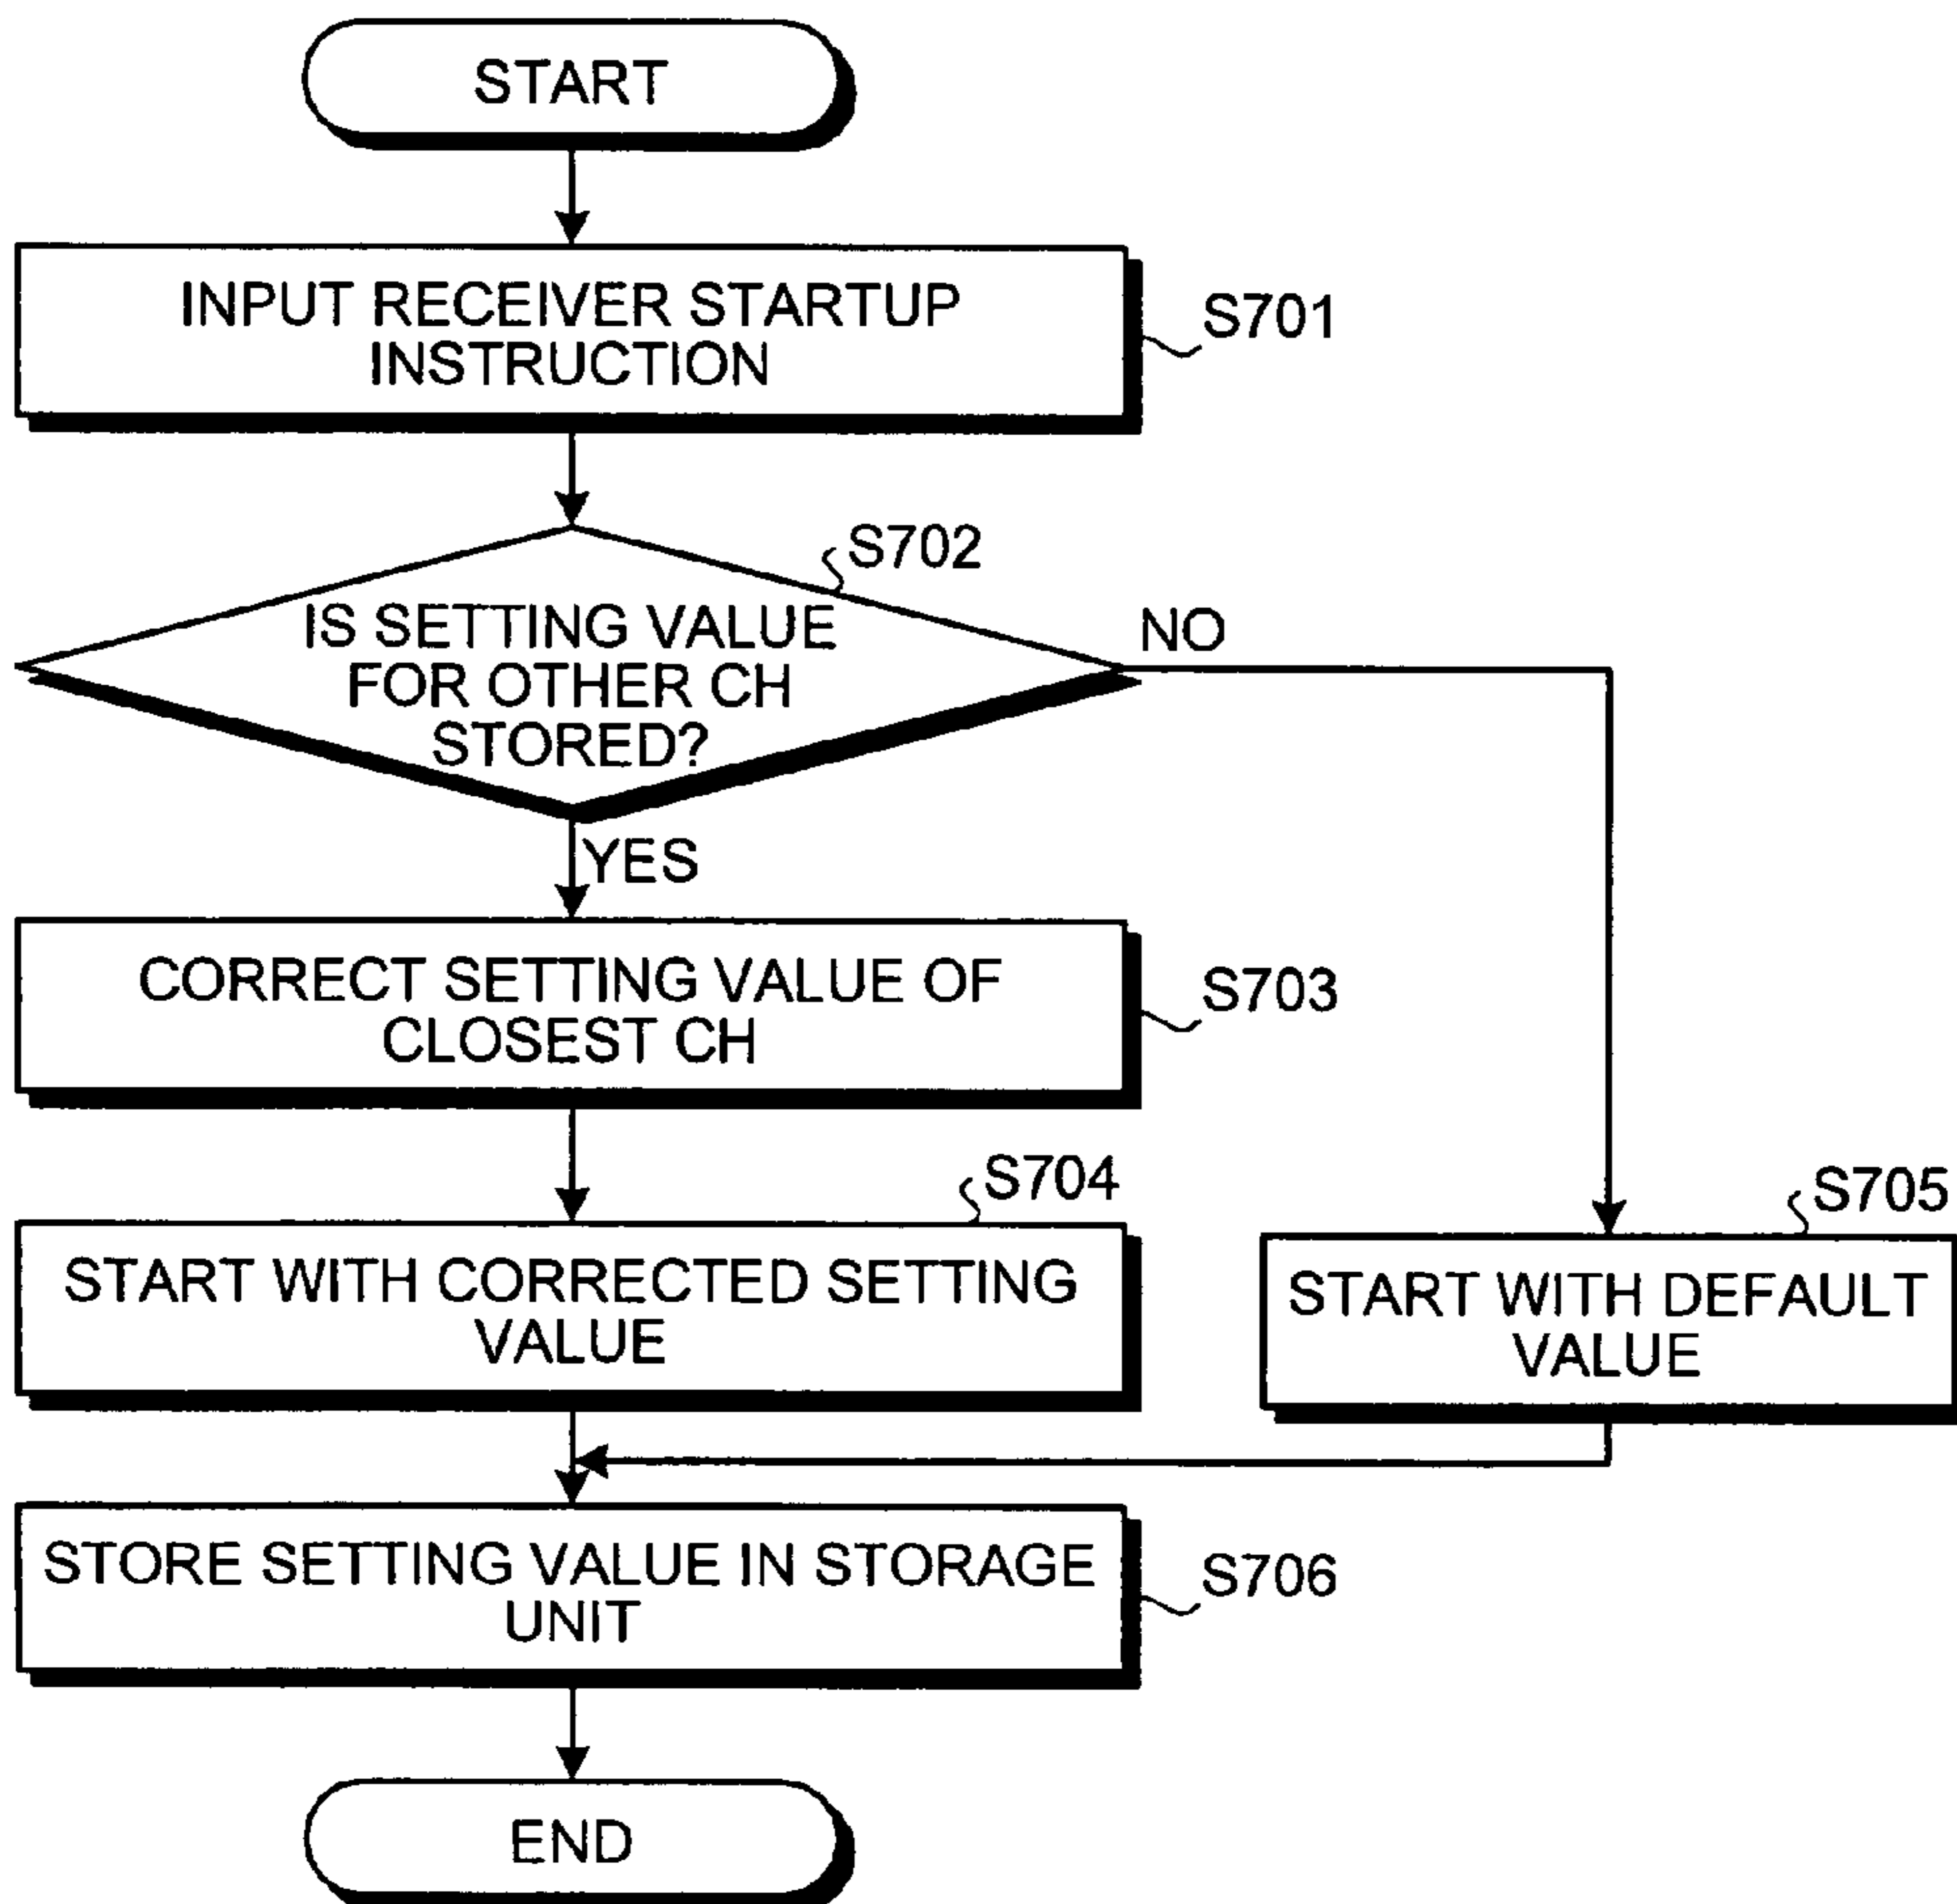 START
INPUT RECEIVER STARTUP
INSTRUCTION
S701
S702
IS SETTING VALUE
FOR OTHER CH
STORED?
NO
YES
CORRECT SETTING VALUE OF
CLOSEST CH
S703
S704
START WITH CORRECTED SETTING
VALUE
S705
START WITH DEFAULT
VALUE
STORE SETTING VALUE IN STORAGE
UNIT
S706
END